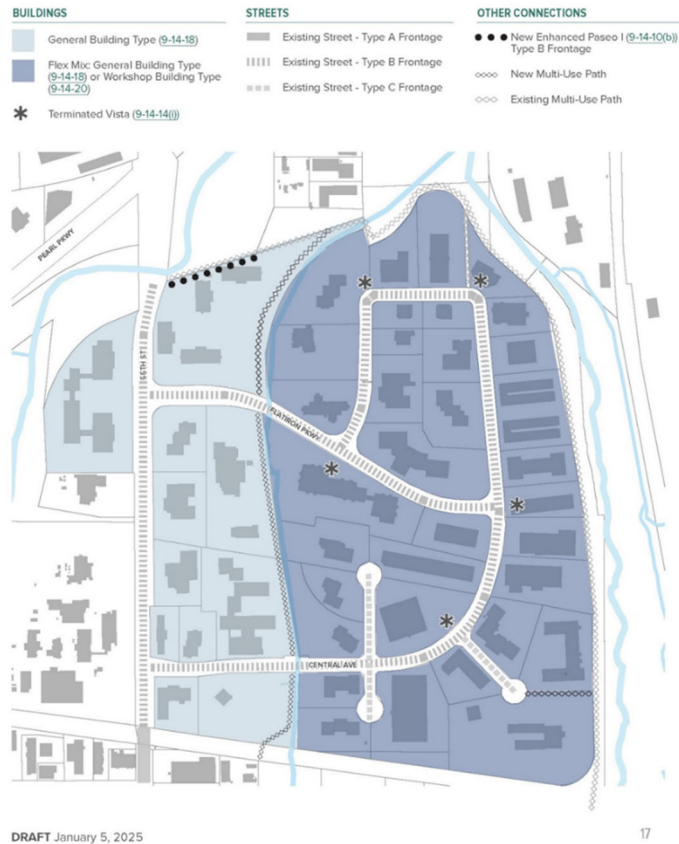 BUILDINGS
General Building Type (9-14-18)
Flex Mix: General Building Type
(9-14-18) or Workshop Building Type
(9-14-20)
Terminated Vista (9-14-14(i))
STREETS
Existing Street - Type A Frontage
Existing Street - Type B Frontage
Existing Street - Type C Frontage
OTHER CONNECTIONS
New Enhanced Paseo I (9-14-10(b))
Type B Frontage
New Multi-Use Path
Existing Multi-Use Path
PEARL PKWY
55TH ST
FLATIRON PKWY
CENTRAL AVE
DRAFT January 5, 2025
17